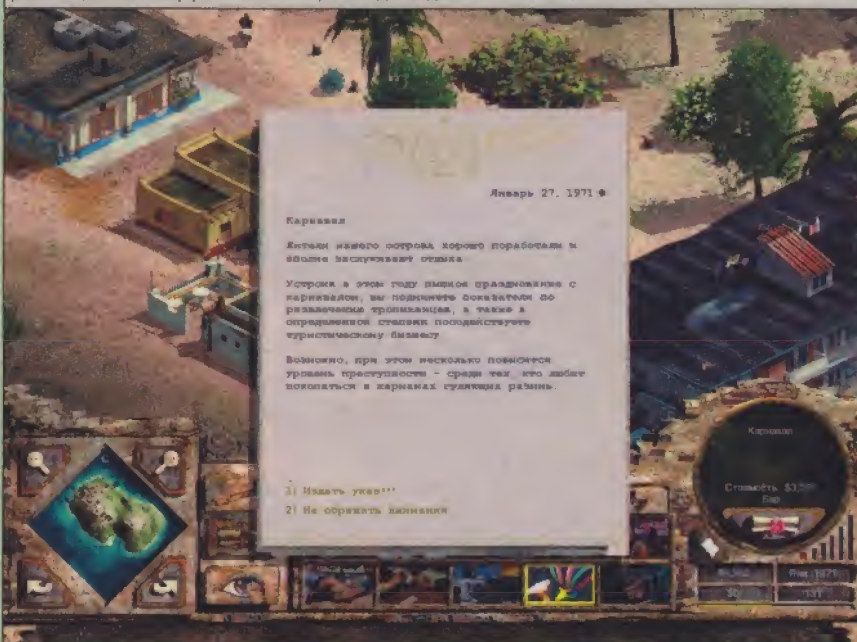 Январь 27, 1971
Карнавал
Жители нашего острова хорошо поработали и
вполне заслуживают отдыха
Устроив в этом году пышное празднование с
карнавалом, вы поднимете показатели по
развлечению тропиканцев, а также в
определенной степени поспособствуете
туристическому бизнесу
Возможно, при этом несколько повысится
уровень преступности - среди тех, кто любит
покопаться в карманах гуляющих разинь.
1) Издать указ!!!
2) Не обращать внимания
Карнавал
Стоимость